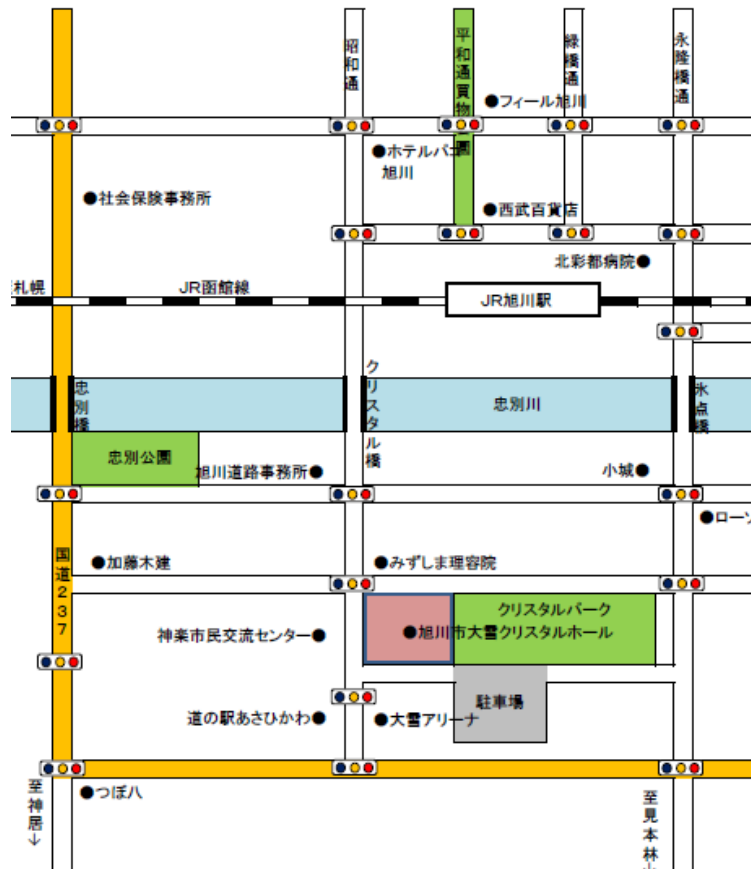 昭和通
平和通買物 園
緑橋通
永隆橋通
●フィール旭川
●ホテルパコ
旭川
●社会保険事務所
●西武百貨店
北彩都病院●
札幌
JR函館線
JR旭川駅
忠別橋
クリスタル橋
忠別川
氷点橋
忠別公園
旭川道路事務所●
小城●
●ローソ
国道237
●加藤木建
●みずしま理容院
クリスタルパーク
神楽市民交流センター●
●旭川市大雪クリスタルホール
道の駅あさひかわ●
●大雪アリーナ
駐車場
至神居↓
●つぼ八
至見本林↓